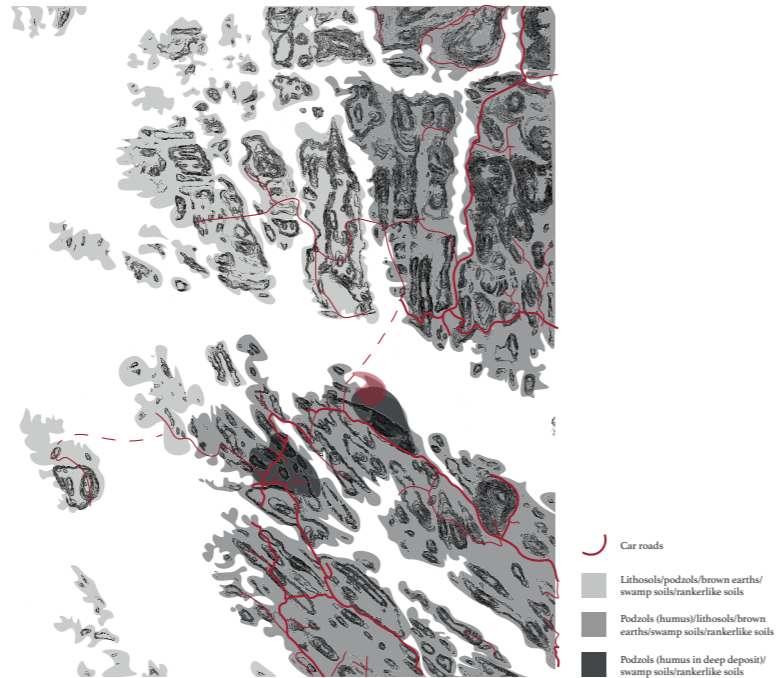 Car roads
Lithosols/podzols/brown earths/
swamp soils/rankerlike soils
Podzols (humus)/lithosols/brown
earths/swamp soils/rankerlike soils
Podzols (humus in deep deposit)/
swamp soils/rankerlike soils